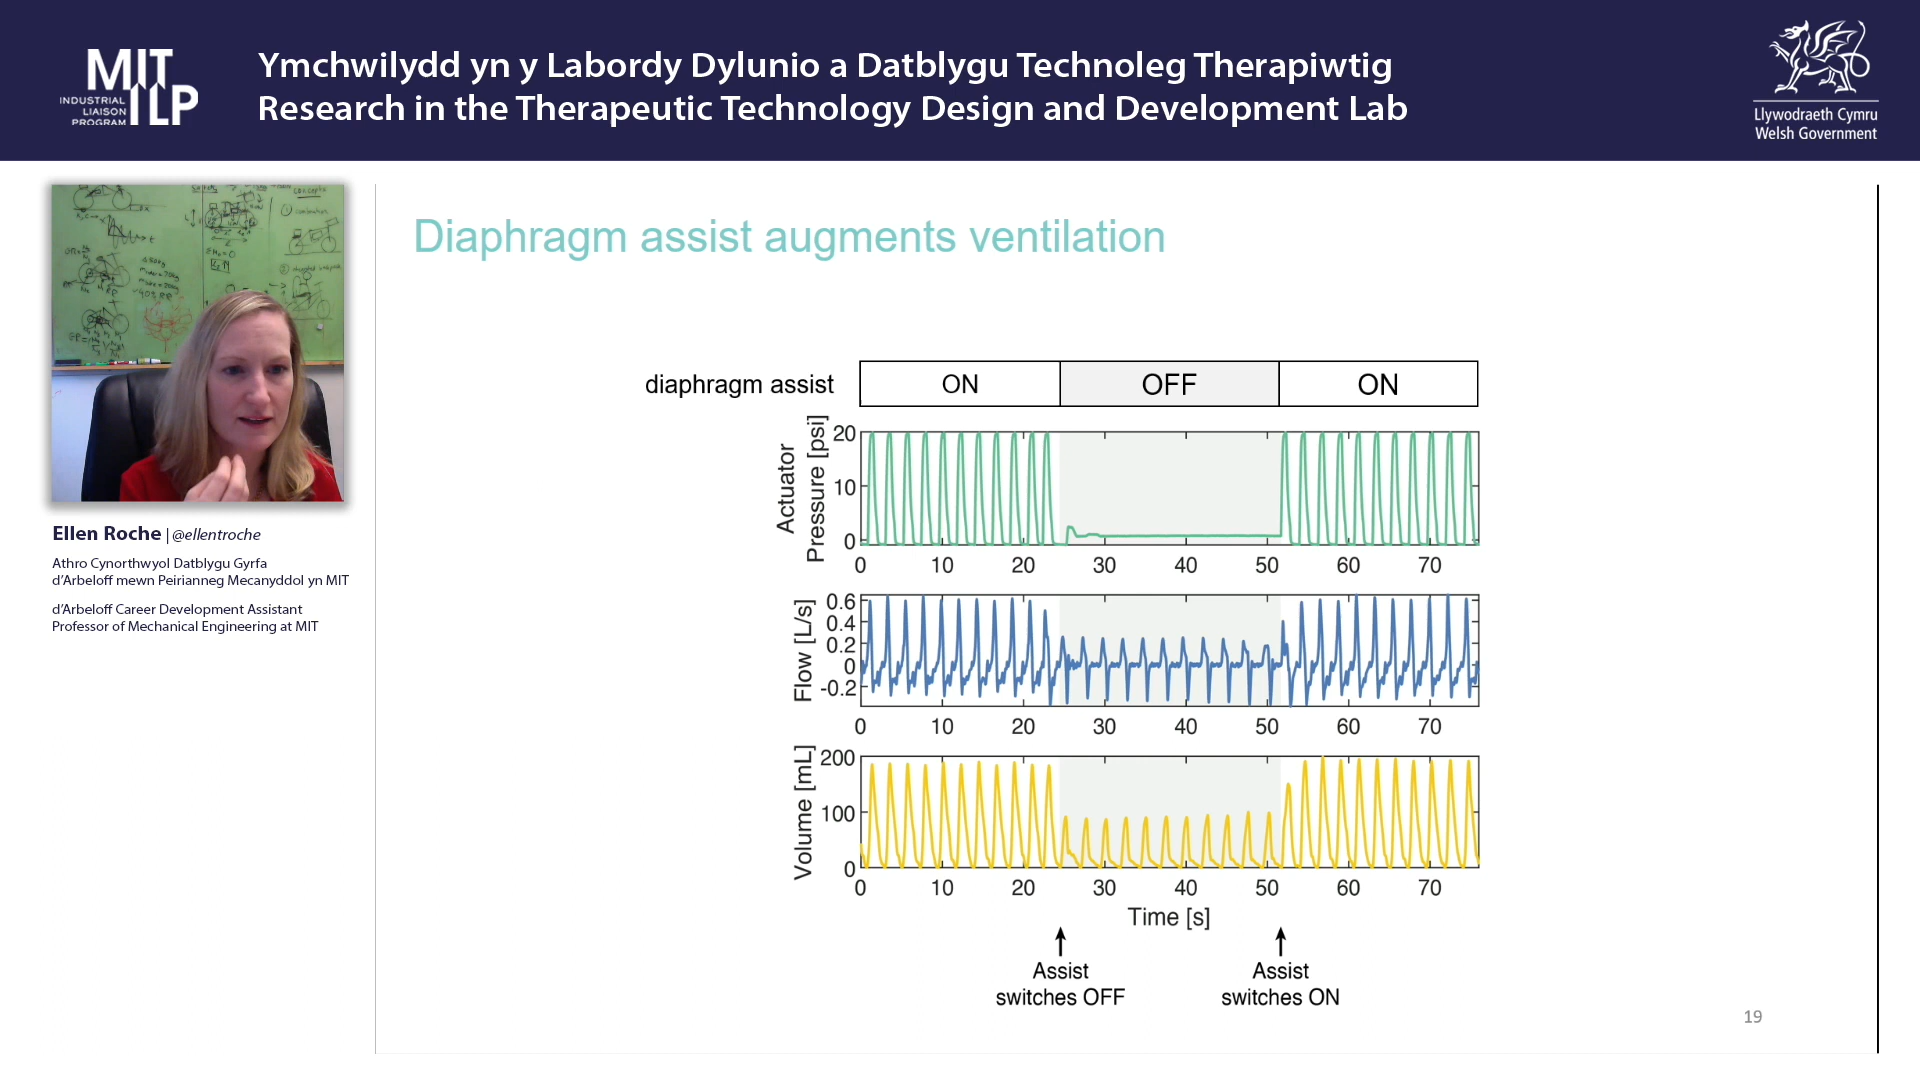 MIT
ILP
INDUSTRIAL
LIAISON
PROGRAM
Ymchwilydd yn y Labordy Dylunio a Datblygu Technoleg Therapiwtig
Research in the Therapeutic Technology Design and Development Lab
Llywodraeth Cymru
Welsh Government
Ellen Roche | @ellentroche
Athro Cynorthwyol Datblygu Gyrfa
d'Arbeloff mewn Peirianneg Mecanyddol yn MIT
d'Arbeloff Career Development Assistant
Professor of Mechanical Engineering at MIT
Diaphragm assist augments ventilation
diaphragm assist ON OFF ON
Actuator
Pressure [psi]
20
10
0
0 10 20 30 40 50 60 70
Flow [L/s]
0.6
0.4
0.2
0
-0.2
0 10 20 30 40 50 60 70
Volume [mL]
200
100
0
0 10 20 30 40 50 60 70
Time [s]
Assist
switches OFF
Assist
switches ON
19